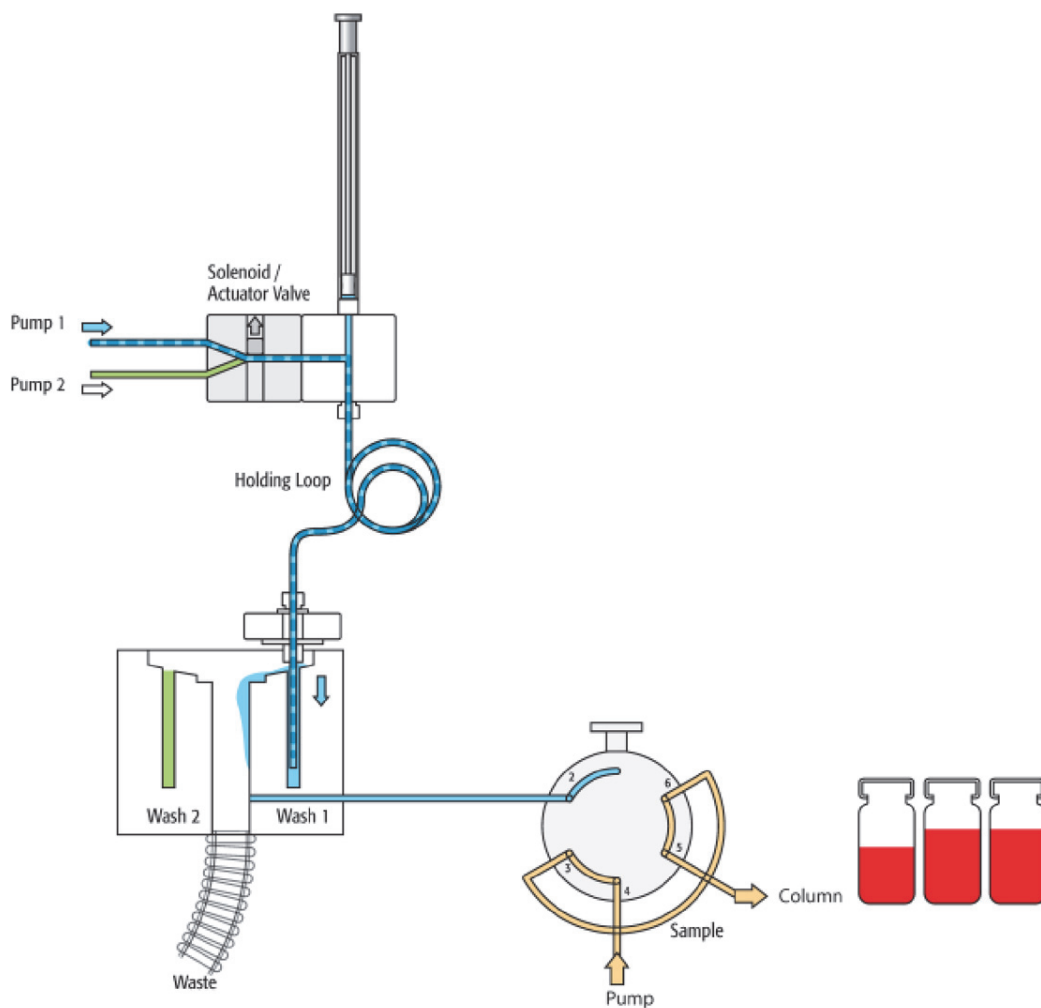 Solenoid /
Actuator Valve
Pump 1
Pump 2
Holding Loop
Wash 2
Wash 1
Waste
2
6
3
5
4
Sample
Column
Pump